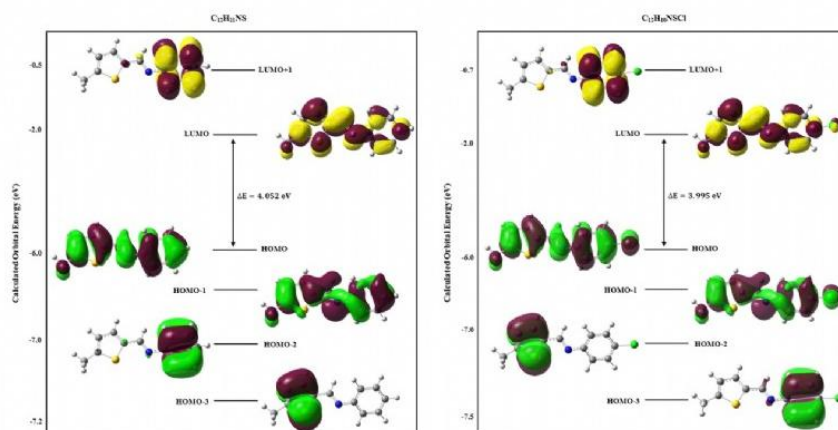 C₁₂H₁₁NS
-0.5
LUMO+1
-2.0
LUMO
ΔE = 4.052 eV
Calculated Orbital Energy (eV)
-6.0
HOMO
HOMO-1
-7.0
HOMO-2
HOMO-3
-7.2
C₁₂H₁₀NSCl
-0.7
LUMO+1
-2.0
LUMO
ΔE = 3.995 eV
Calculated Orbital Energy (eV)
-6.0
HOMO
HOMO-1
HOMO-2
HOMO-3
-7.5